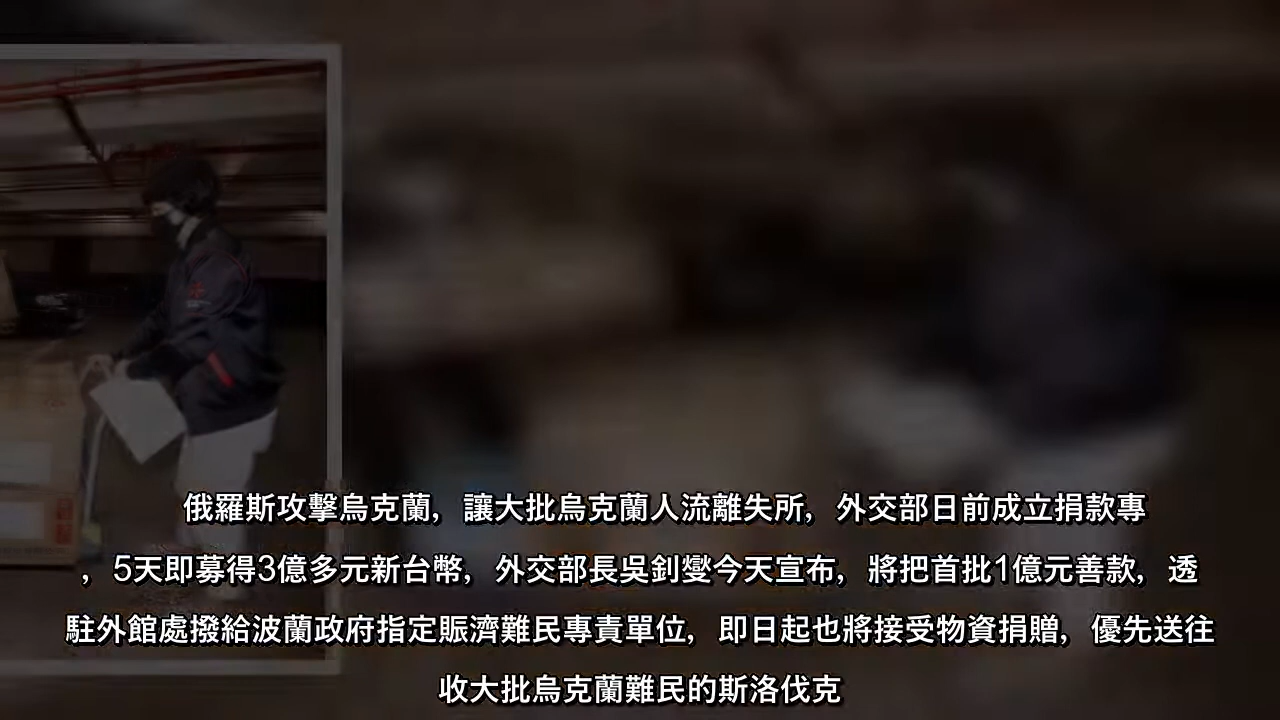 俄羅斯攻擊烏克蘭，讓大批烏克蘭人流離失所，外交部日前成立捐款專
，5天即募得3億多元新台幣，外交部長吳釗燮今天宣布，將把首批1億元善款，透
駐外館處撥給波蘭政府指定賑濟難民專責單位，即日起也將接受物資捐贈，優先送往
收大批烏克蘭難民的斯洛伐克